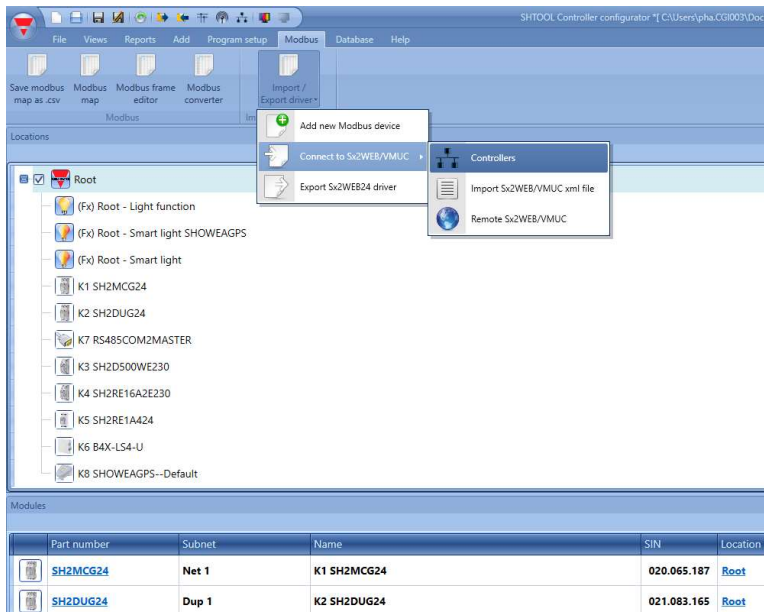 SHTOOL Controller configurator *[ C:\Users\pha.CGI003\Doc
File Views Reports Add Program setup Modbus Database Help
Save modbus map as .csv
Modbus map
Modbus frame editor
Modbus converter
Import / Export driver
Modbus
Im
Add new Modbus device
Connect to Sx2WEB/VMUC
Export Sx2WEB24 driver
Controllers
Import Sx2WEB/VMUC xml file
Remote Sx2WEB/VMUC
Locations
Root
(Fx) Root - Light function
(Fx) Root - Smart light SHOWEAGPS
(Fx) Root - Smart light
K1 SH2MCG24
K2 SH2DUG24
K7 RS485COM2MASTER
K3 SH2D500WE230
K4 SH2RE16A2E230
K5 SH2RE1A424
K6 B4X-LS4-U
K8 SHOWEAGPS--Default
Modules
Part number Subnet Name SIN Location
SH2MCG24 Net 1 K1 SH2MCG24 020.065.187 Root
SH2DUG24 Dup 1 K2 SH2DUG24 021.083.165 Root